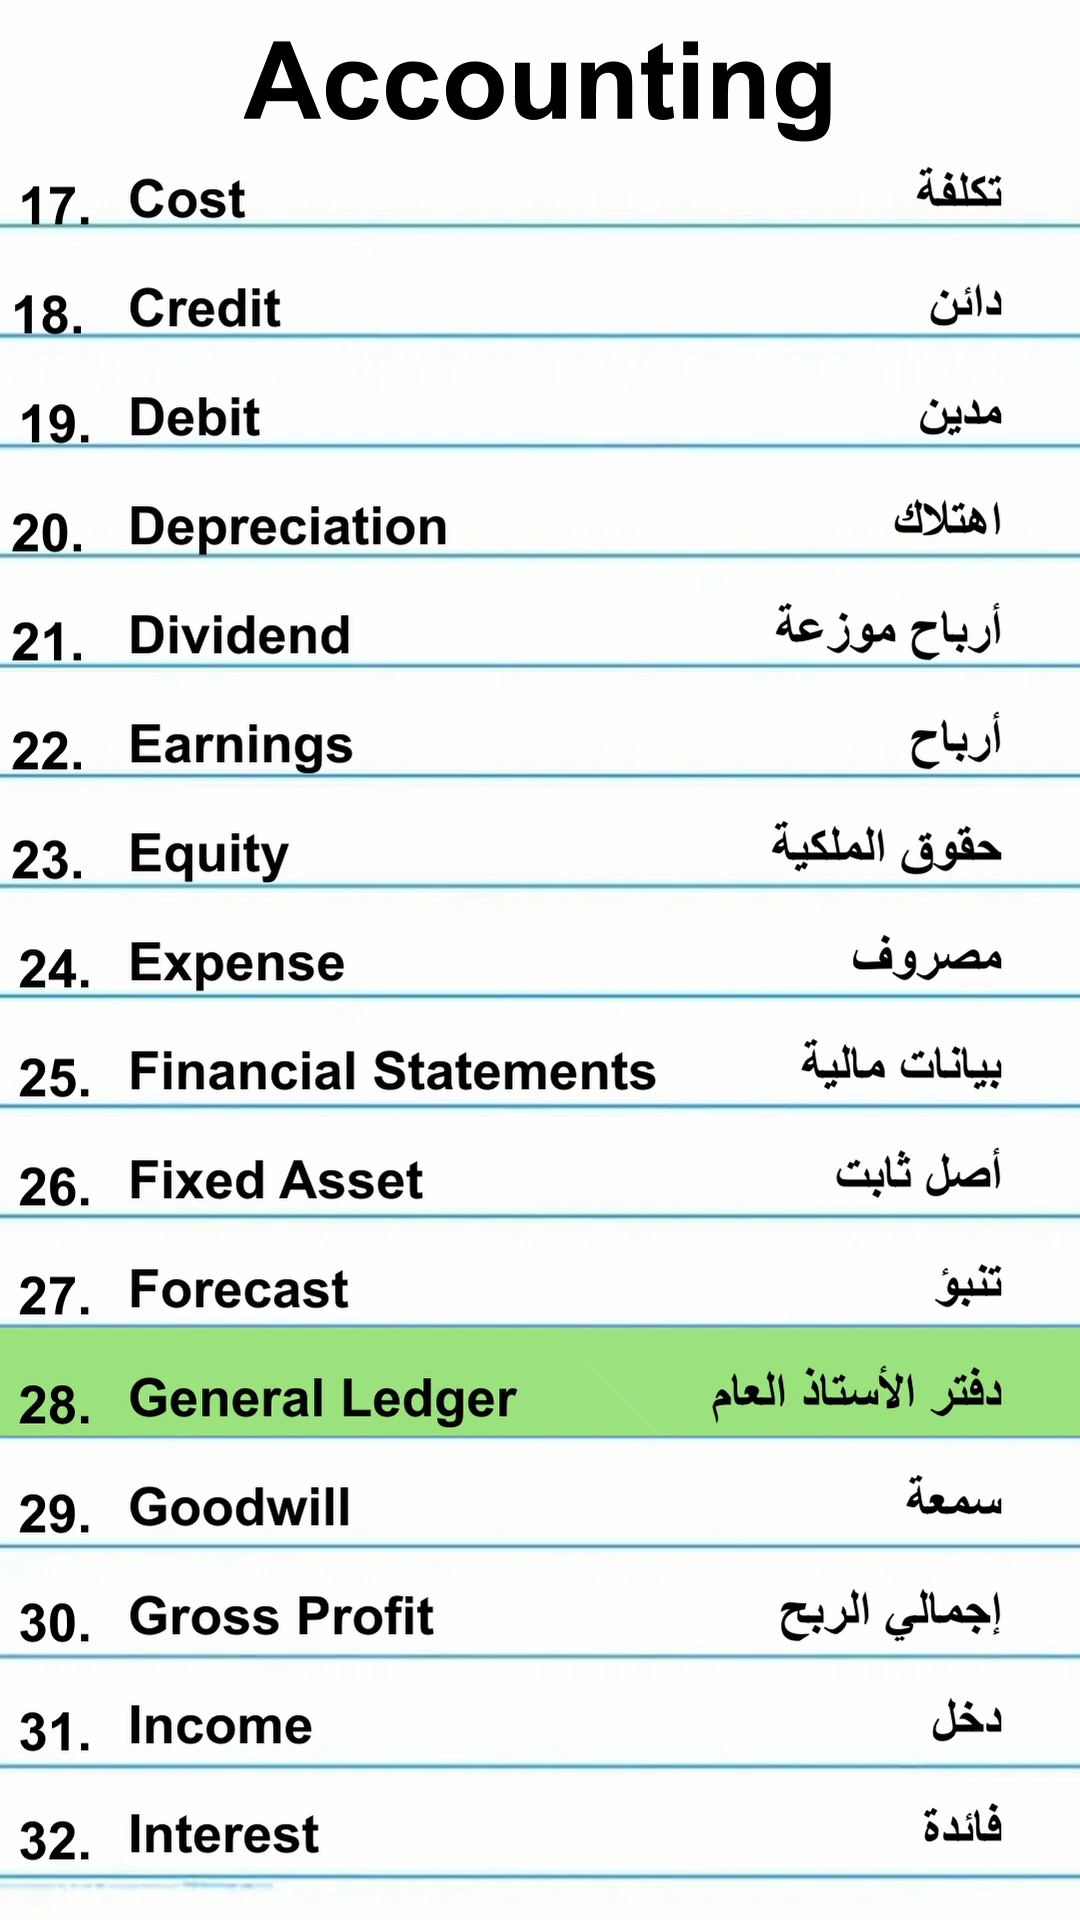 Accounting
17. Cost تكلفة
18. Credit دائن
19. Debit مدين
20. Depreciation اهتلاك
21. Dividend أرباح موزعة
22. Earnings أرباح
23. Equity حقوق الملكية
24. Expense مصروف
25. Financial Statements بيانات مالية
26. Fixed Asset أصل ثابت
27. Forecast تنبؤ
28. General Ledger دفتر الأستاذ العام
29. Goodwill سمعة
30. Gross Profit إجمالي الربح
31. Income دخل
32. Interest فائدة